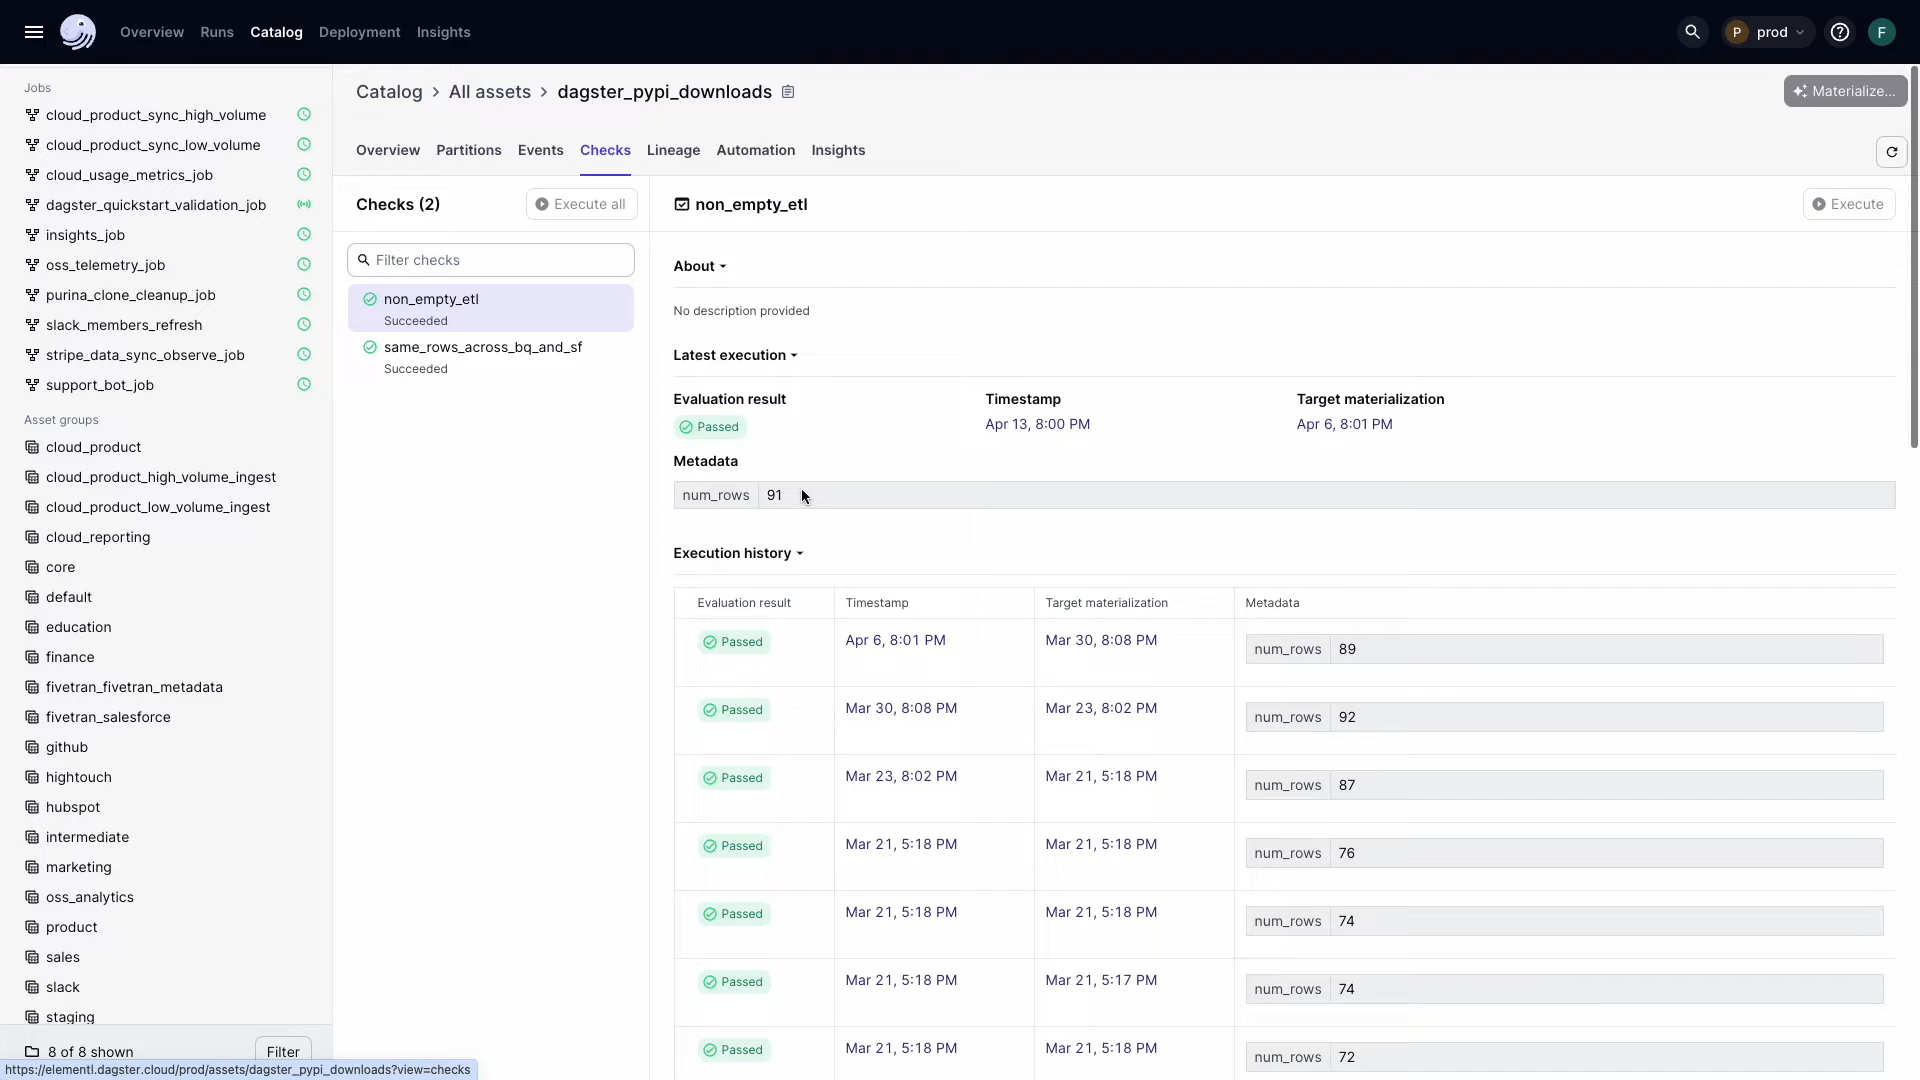 Overview Runs Catalog Deployment Insights
P prod
F
Jobs
cloud_product_sync_high_volume
cloud_product_sync_low_volume
cloud_usage_metrics_job
dagster_quickstart_validation_job
insights_job
oss_telemetry_job
purina_clone_cleanup_job
slack_members_refresh
stripe_data_sync_observe_job
support_bot_job
Asset groups
cloud_product
cloud_product_high_volume_ingest
cloud_product_low_volume_ingest
cloud_reporting
core
default
education
finance
fivetran_fivetran_metadata
fivetran_salesforce
github
hightouch
hubspot
intermediate
marketing
oss_analytics
product
sales
slack
staging
8 of 8 shown Filter
https://elementl.dagster.cloud/prod/assets/dagster_pypi_downloads?view=checks
Catalog > All assets > dagster_pypi_downloads
Materialize...
Overview Partitions Events Checks Lineage Automation Insights
Checks (2) Execute all
Filter checks
non_empty_etl
Succeeded
same_rows_across_bq_and_sf
Succeeded
non_empty_etl Execute
About
No description provided
Latest execution
Evaluation result Timestamp Target materialization
Passed Apr 13, 8:00 PM Apr 6, 8:01 PM
Metadata
num_rows 91
Execution history
Evaluation result Timestamp Target materialization Metadata
Passed Apr 6, 8:01 PM Mar 30, 8:08 PM num_rows 89
Passed Mar 30, 8:08 PM Mar 23, 8:02 PM num_rows 92
Passed Mar 23, 8:02 PM Mar 21, 5:18 PM num_rows 87
Passed Mar 21, 5:18 PM Mar 21, 5:18 PM num_rows 76
Passed Mar 21, 5:18 PM Mar 21, 5:18 PM num_rows 74
Passed Mar 21, 5:18 PM Mar 21, 5:17 PM num_rows 74
Passed Mar 21, 5:18 PM Mar 21, 5:18 PM num_rows 72